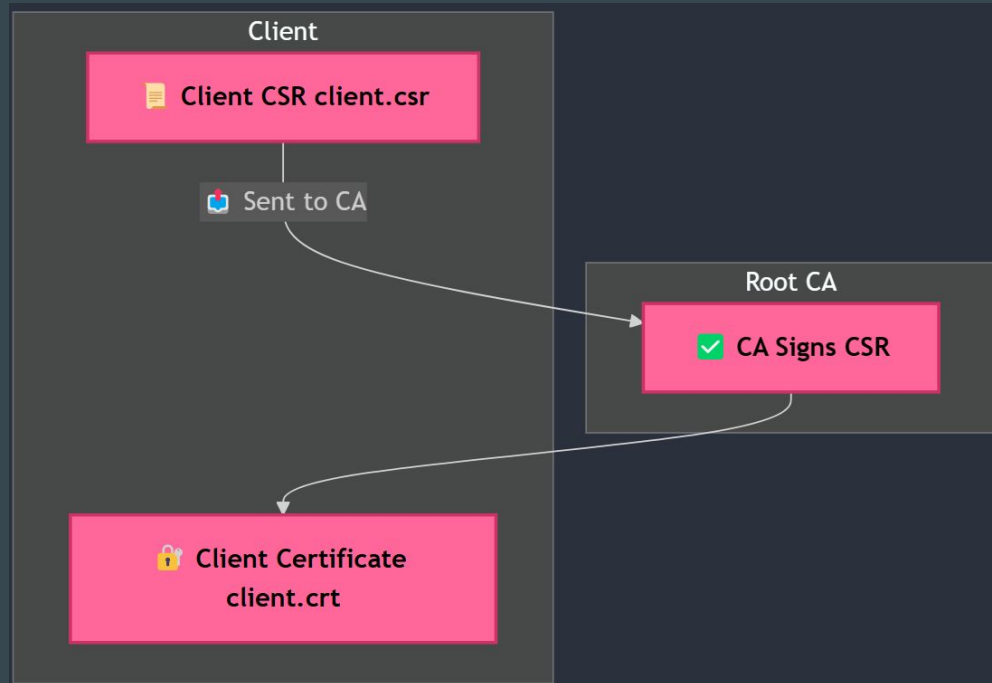 Client
📜 Client CSR client.csr
📤 Sent to CA
Root CA
✅ CA Signs CSR
🔐 Client Certificate
client.crt